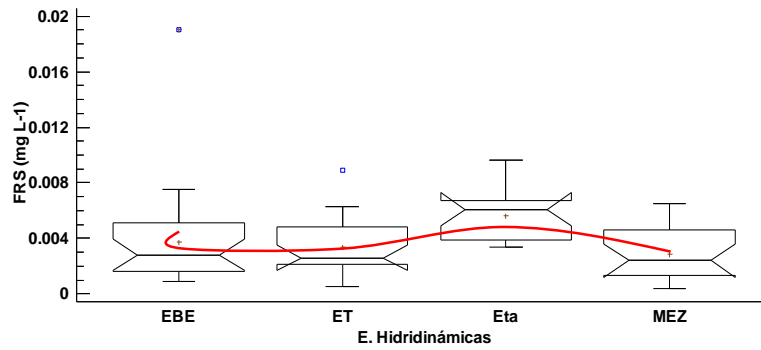 0.02
0.016
0.012
0.008
0.004
0
FRS (mg L-1)
EBE ET Eta MEZ
E. Hidridinámicas